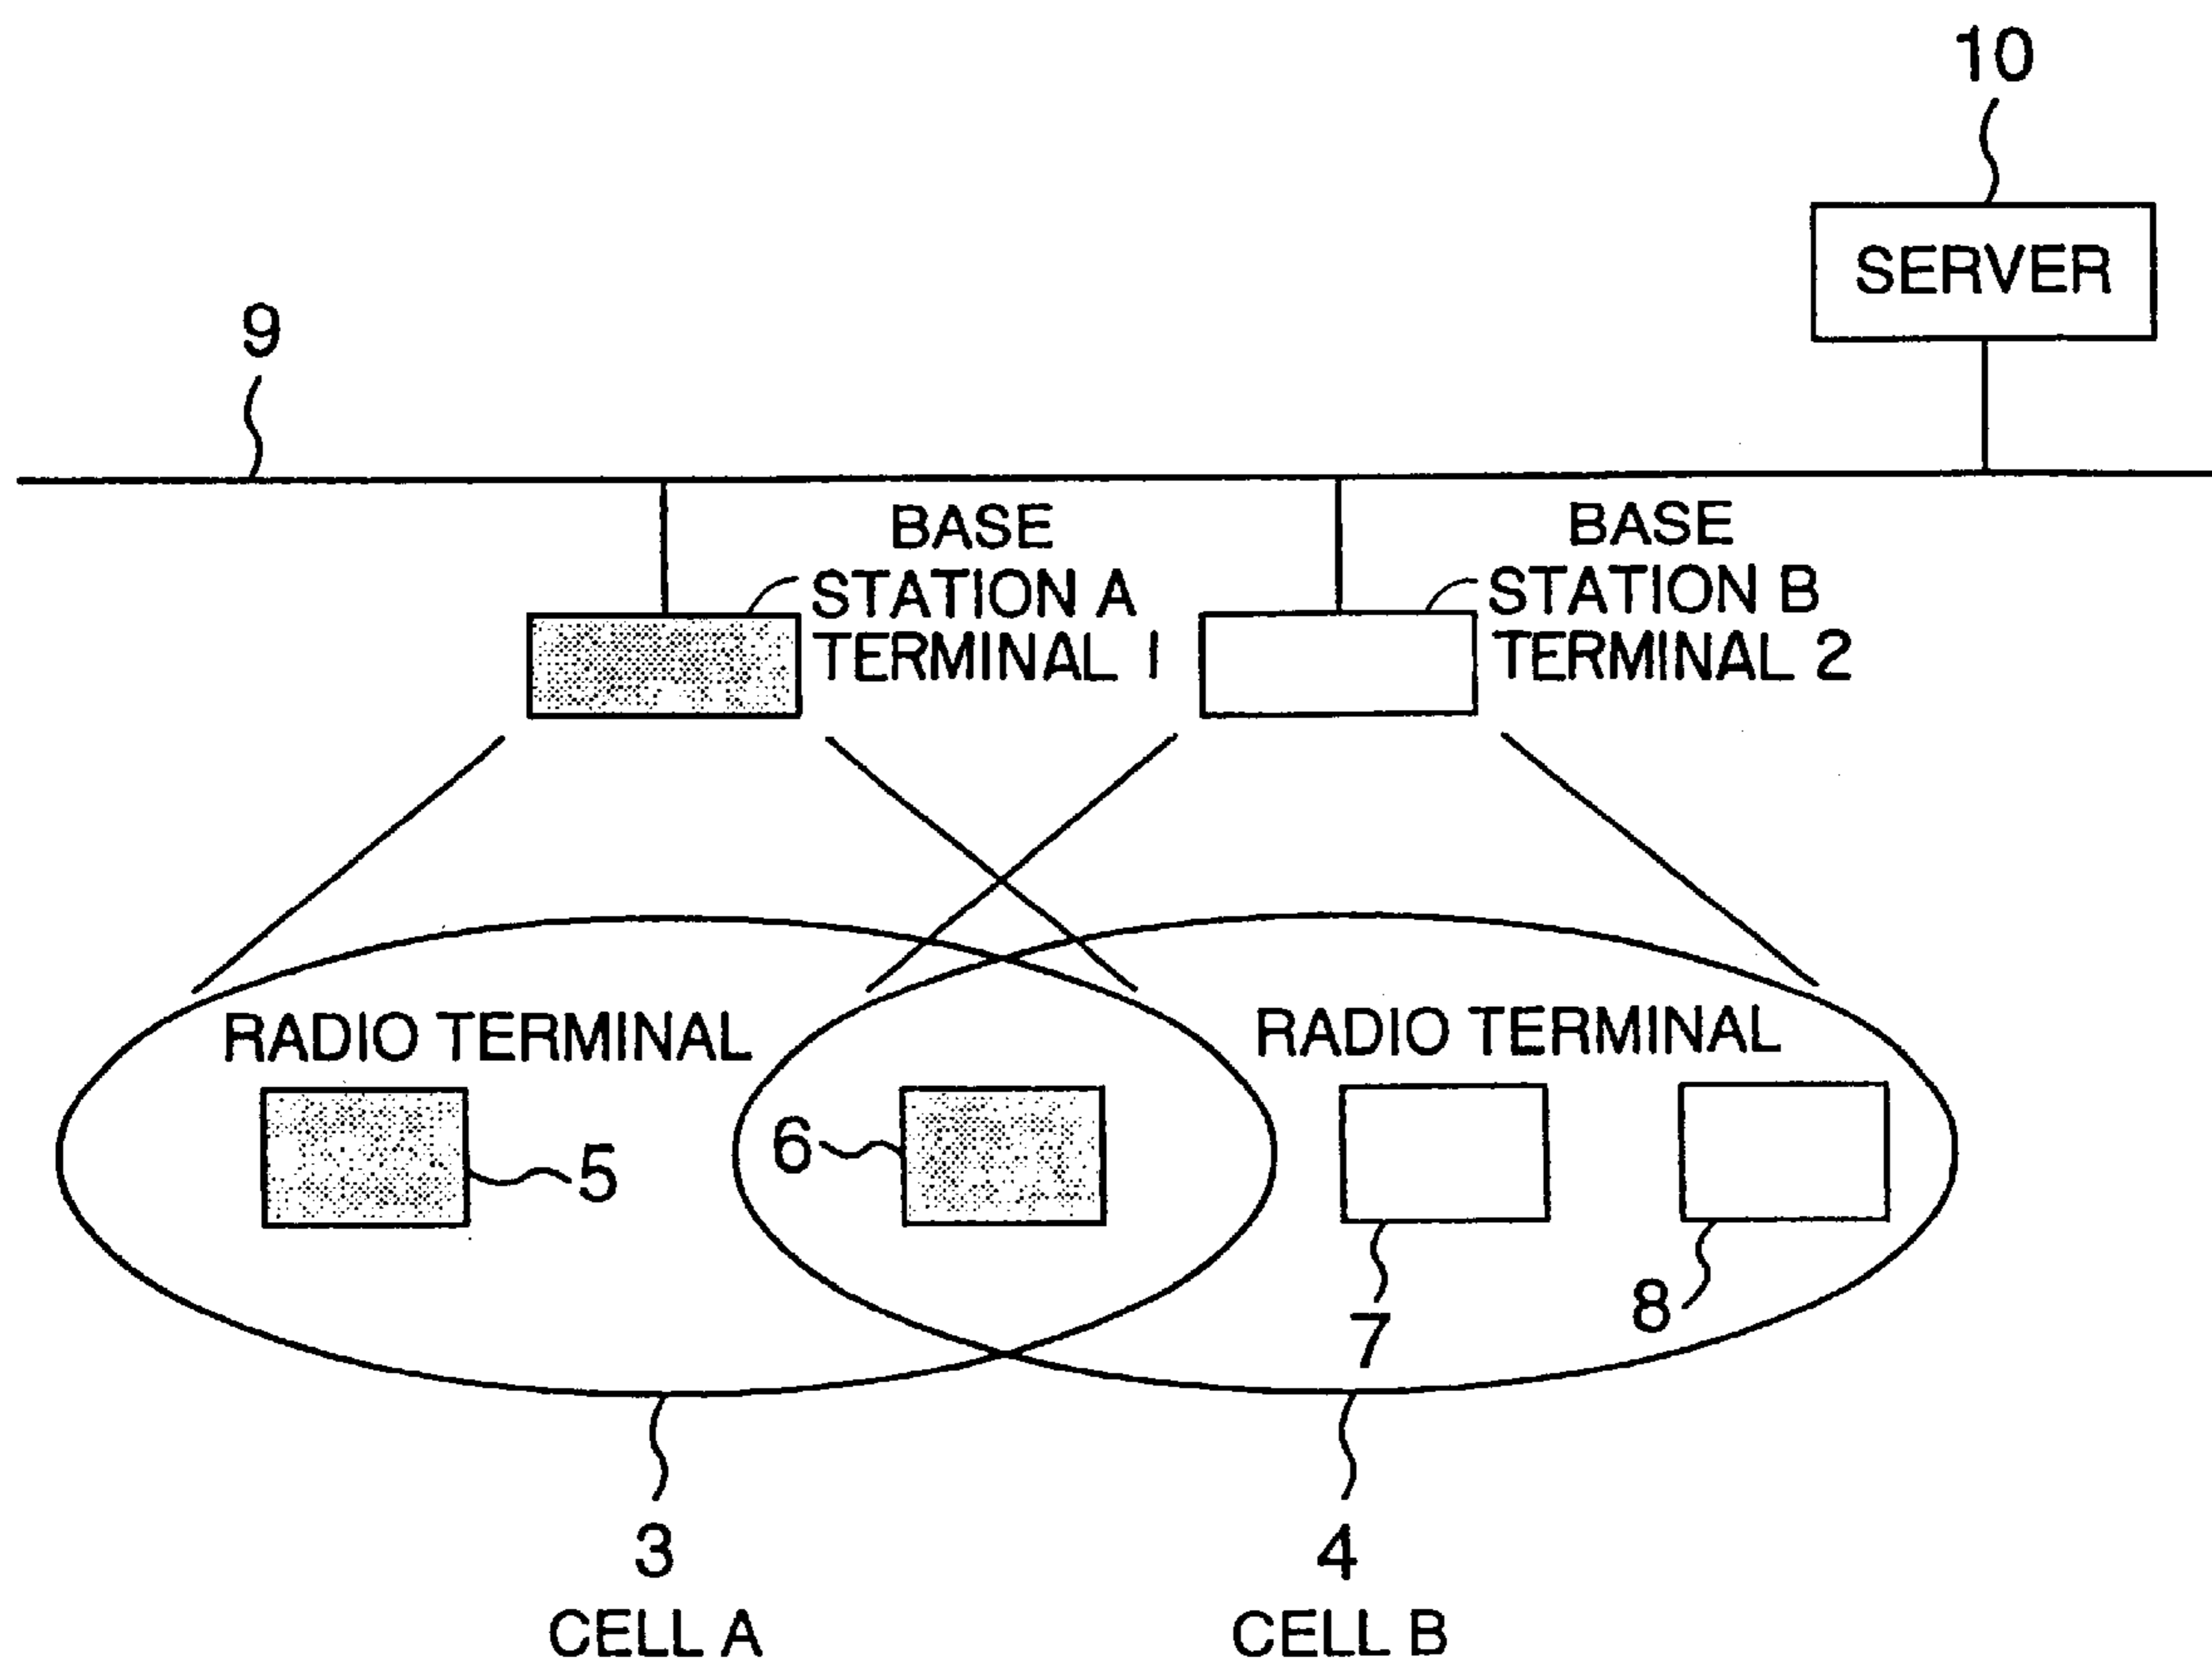 10
SERVER
9
BASE
STATION A
TERMINAL 1
BASE
STATION B
TERMINAL 2
RADIO TERMINAL
RADIO TERMINAL
5
6
7
8
3
CELL A
4
CELL B